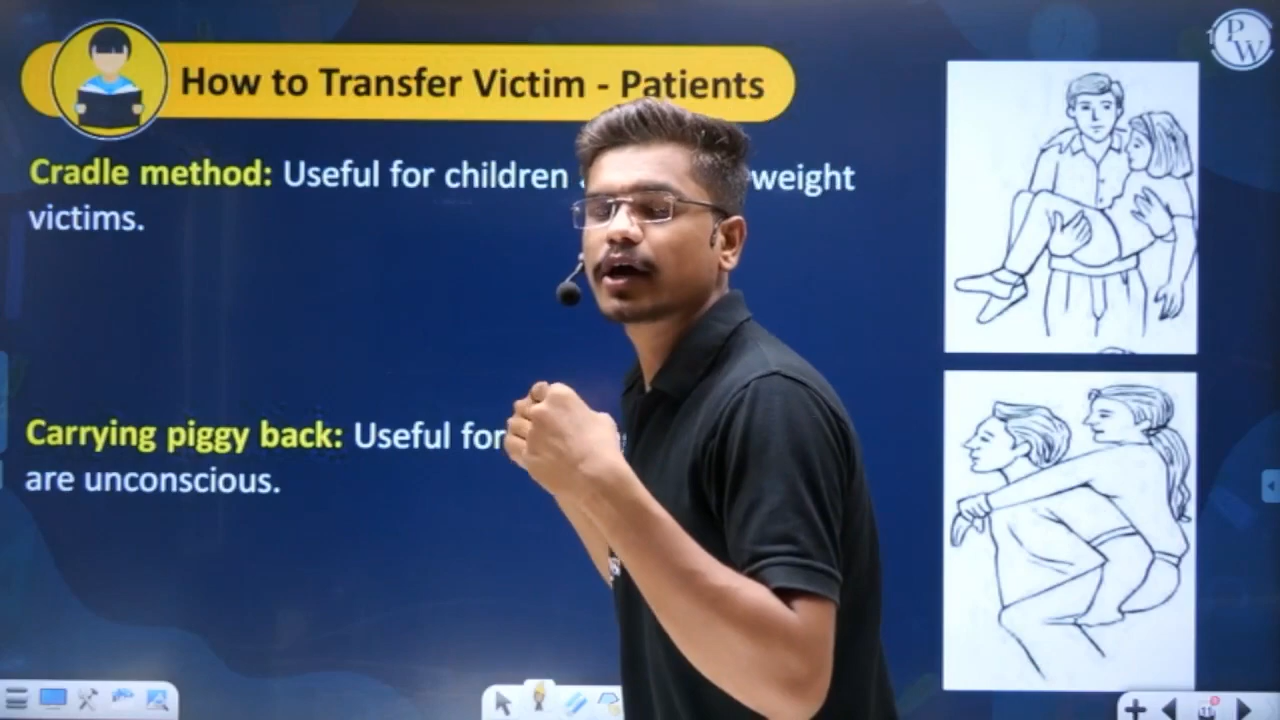 How to Transfer Victim - Patients
PW
Cradle method: Useful for children weight
victims.
Carrying piggy back: Useful for
are unconscious.